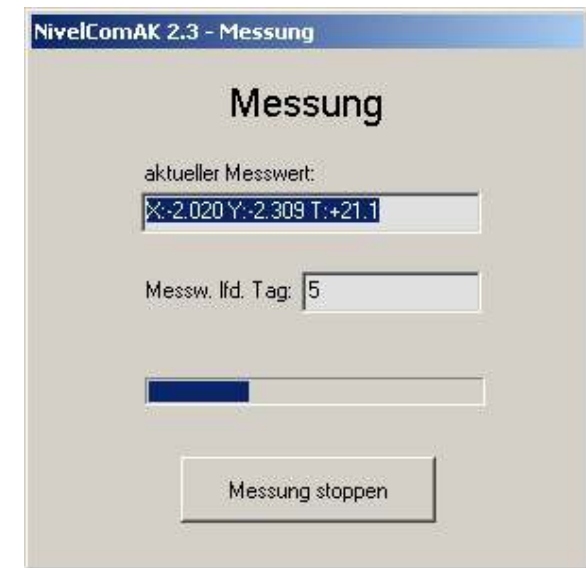 NivelComAK 2.3 - Messung
Messung
aktueller Messwert:
X:-2.020 Y:-2.309 T:+21.1
Messw. lfd. Tag: 5
Messung stoppen